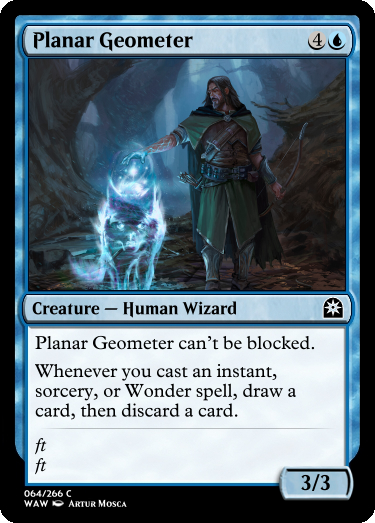 Planar Geometer 4
Creature — Human Wizard
Planar Geometer can't be blocked.
Whenever you cast an instant,
sorcery, or Wonder spell, draw a
card, then discard a card.
ft
ft
3/3
064/266 C
WAW Artur Mosca